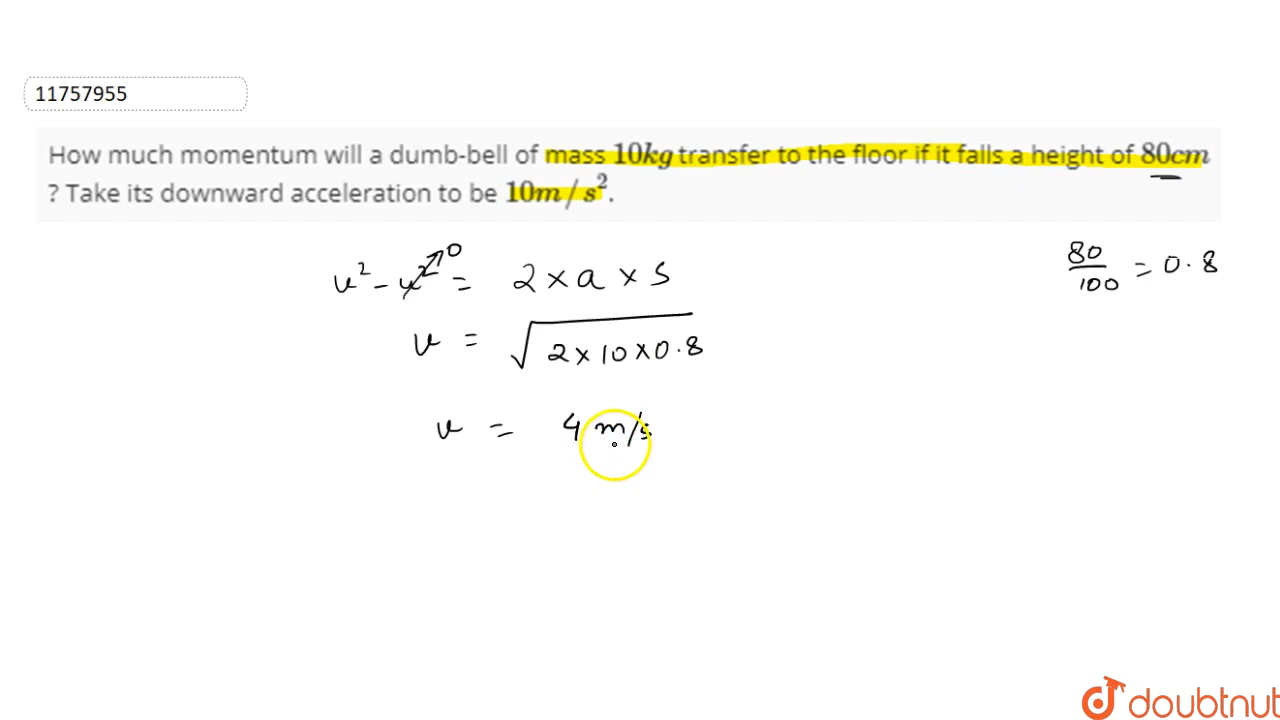 11757955
How much momentum will a dumb-bell of mass 10kg transfer to the floor if it falls a height of 80cm
? Take its downward acceleration to be 10m/s².
v² - u²↗0 = 2 × a × s
80/100 = 0.8
v = √(2 × 10 × 0.8)
v = 4 m/s
doubtnut